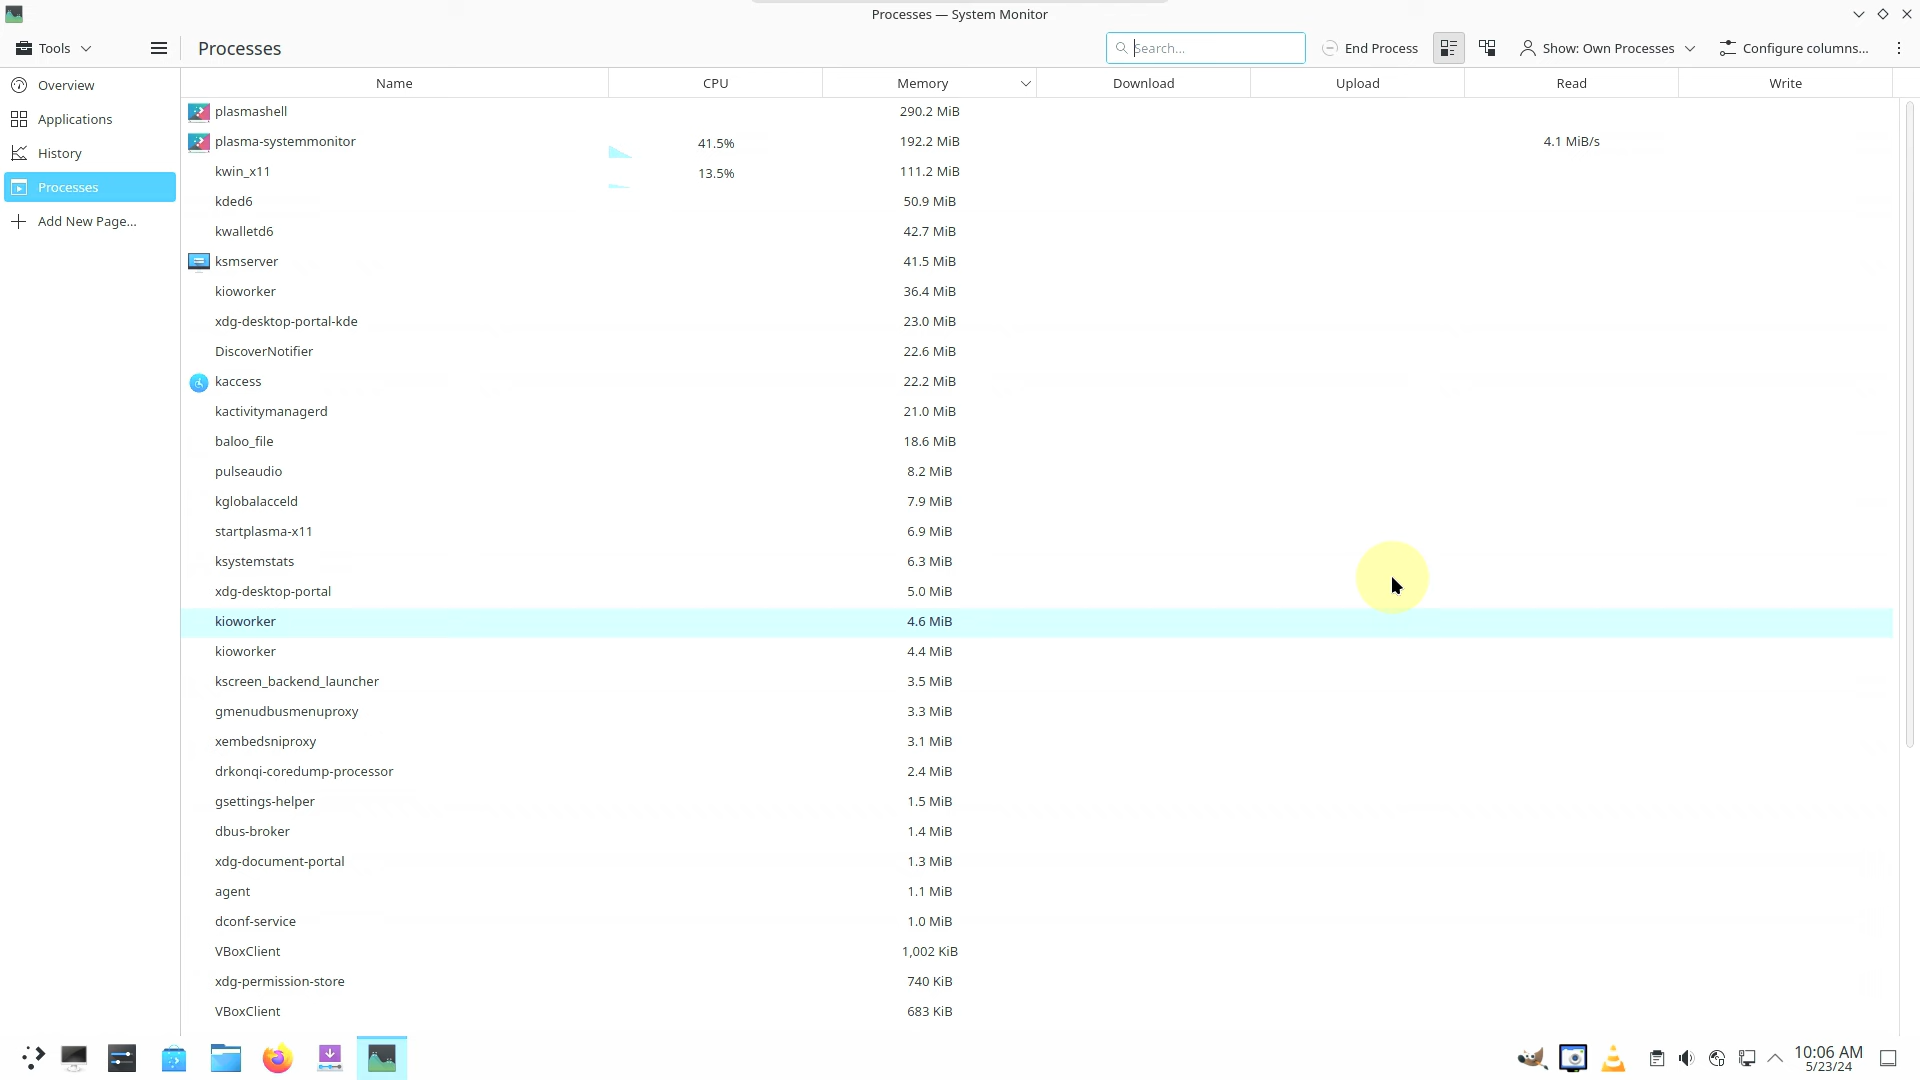 Processes — System Monitor
Tools
Processes
Search...
End Process
Show: Own Processes
Configure columns...
Overview
Applications
History
Processes
Add New Page...
Name CPU Memory Download Upload Read Write
plasmashell 290.2 MiB
plasma-systemmonitor 41.5% 192.2 MiB 4.1 MiB/s
kwin_x11 13.5% 111.2 MiB
kded6 50.9 MiB
kwalletd6 42.7 MiB
ksmserver 41.5 MiB
kioworker 36.4 MiB
xdg-desktop-portal-kde 23.0 MiB
DiscoverNotifier 22.6 MiB
kaccess 22.2 MiB
kactivitymanagerd 21.0 MiB
baloo_file 18.6 MiB
pulseaudio 8.2 MiB
kglobalacceld 7.9 MiB
startplasma-x11 6.9 MiB
ksystemstats 6.3 MiB
xdg-desktop-portal 5.0 MiB
kioworker 4.6 MiB
kioworker 4.4 MiB
kscreen_backend_launcher 3.5 MiB
gmenudbusmenuproxy 3.3 MiB
xembedsniproxy 3.1 MiB
drkonqi-coredump-processor 2.4 MiB
gsettings-helper 1.5 MiB
dbus-broker 1.4 MiB
xdg-document-portal 1.3 MiB
agent 1.1 MiB
dconf-service 1.0 MiB
VBoxClient 1,002 KiB
xdg-permission-store 740 KiB
VBoxClient 683 KiB
10:06 AM
5/23/24